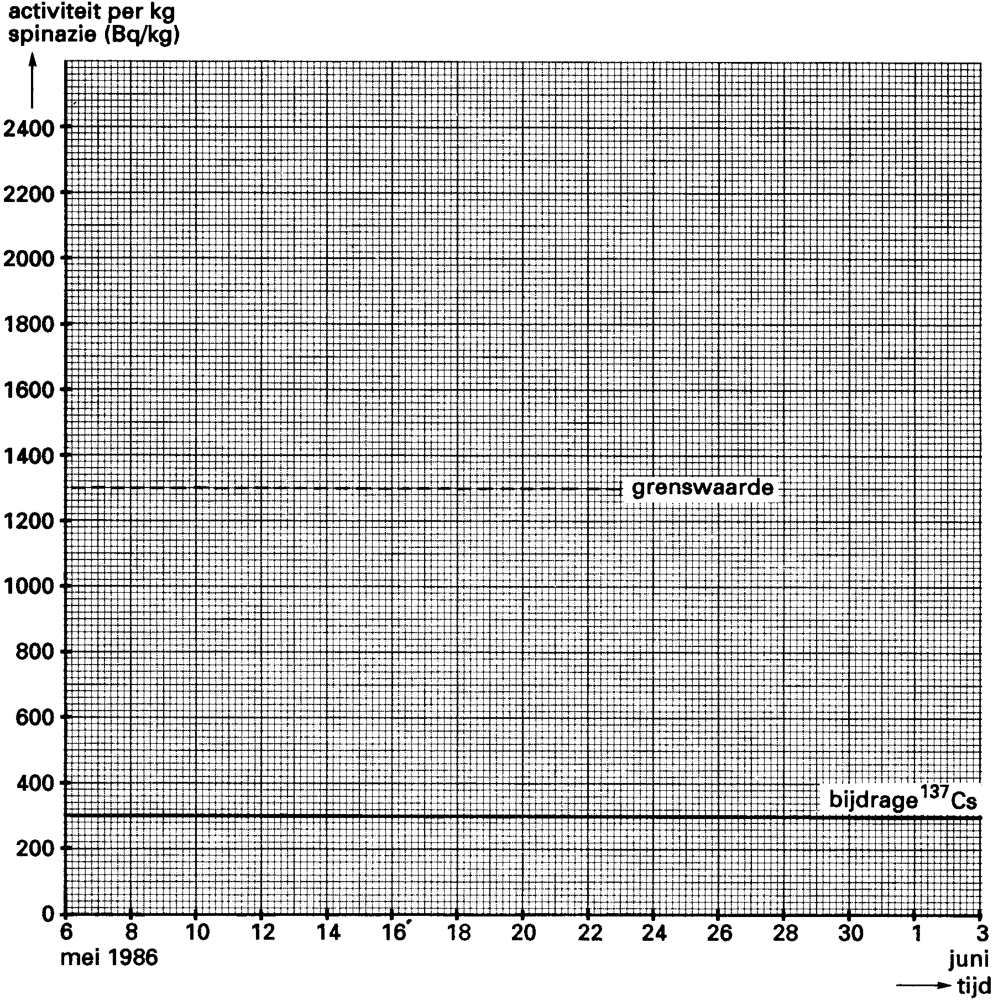 activiteit per kg
spinazie (Bq/kg)
2400
2200
2000
1800
1600
1400
grenswaarde
1200
1000
800
600
400
bijdrage ¹³⁷Cs
200
0
6 8 10 12 14 16 18 20 22 24 26 28 30 1 3
mei 1986 juni
tijd